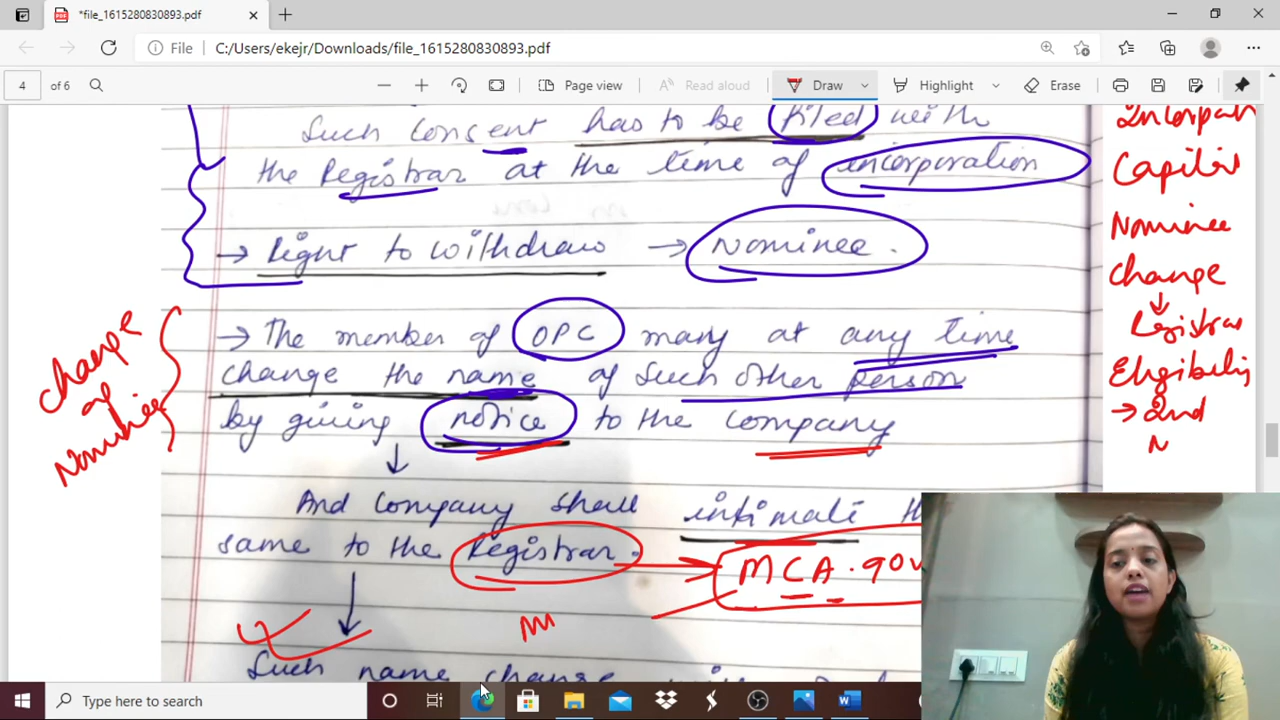 *file_1615280830893.pdf
File
C:/Users/ekejr/Downloads/file_1615280830893.pdf
4 of 6
Page view
Read aloud
Draw
Highlight
Erase
Such consent has to be filed with
the Registrar at the time of incorporation
→ Right to withdraw → Nominee.
→ The member of OPC many at any time
change the name of such other person
by giving notice to the company
↓
And company shall intimate
same to the Registrar. → MCA.gov
↓
Such name change
change
of
Nominee
Capital
Nominee
change
↓
Registrar
Eligibility
→ 2nd
N
m
Type here to search